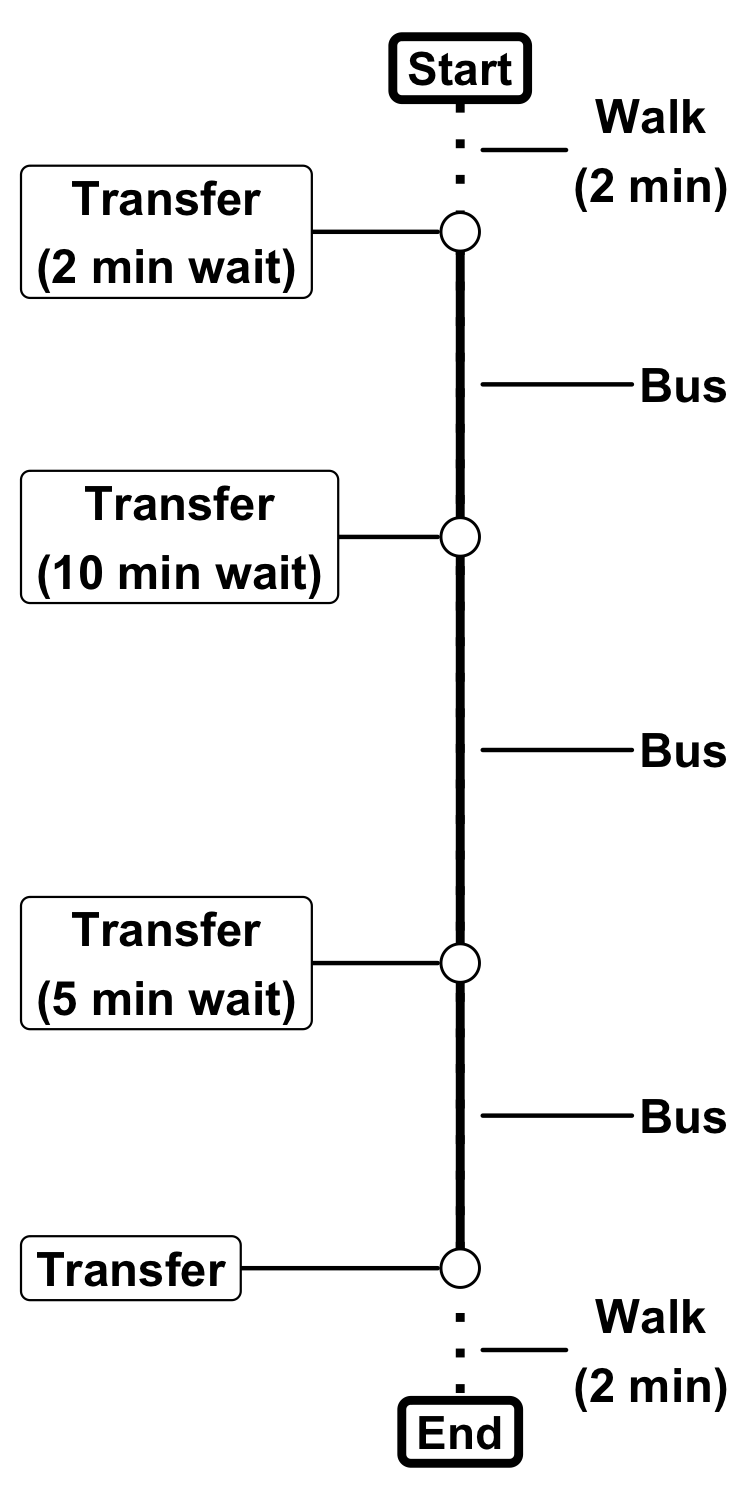 Start
Walk
(2 min)
Transfer
(2 min wait)
Bus
Transfer
(10 min wait)
Bus
Transfer
(5 min wait)
Bus
Transfer
Walk
(2 min)
End